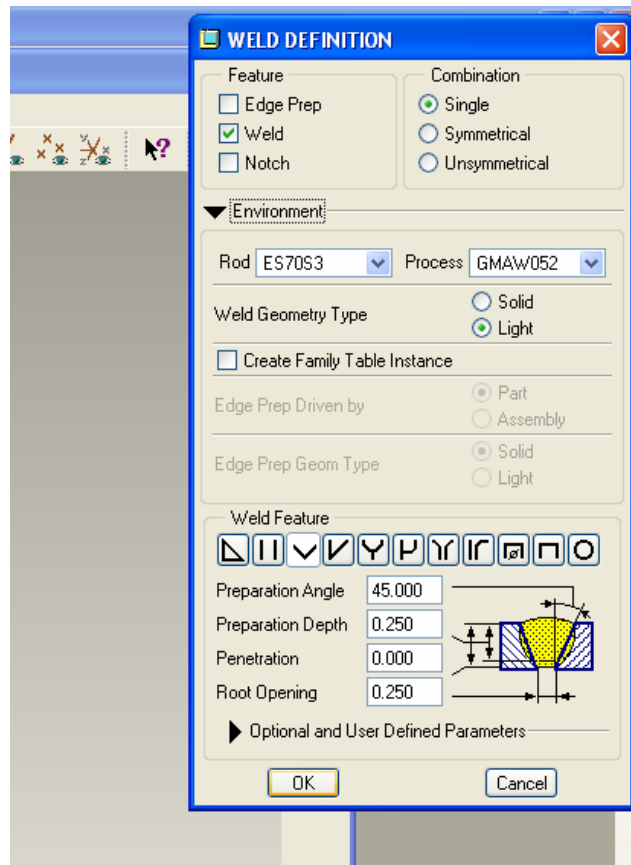 WELD DEFINITION
Feature
Combination
Edge Prep
Single
Weld
Symmetrical
Notch
Unsymmetrical
Environment
Rod ES70S3 Process GMAW052
Weld Geometry Type
Solid
Light
Create Family Table Instance
Edge Prep Driven by
Part
Assembly
Edge Prep Geom Type
Solid
Light
Weld Feature
Preparation Angle 45.000
Preparation Depth 0.250
Penetration 0.000
Root Opening 0.250
Optional and User Defined Parameters
OK
Cancel